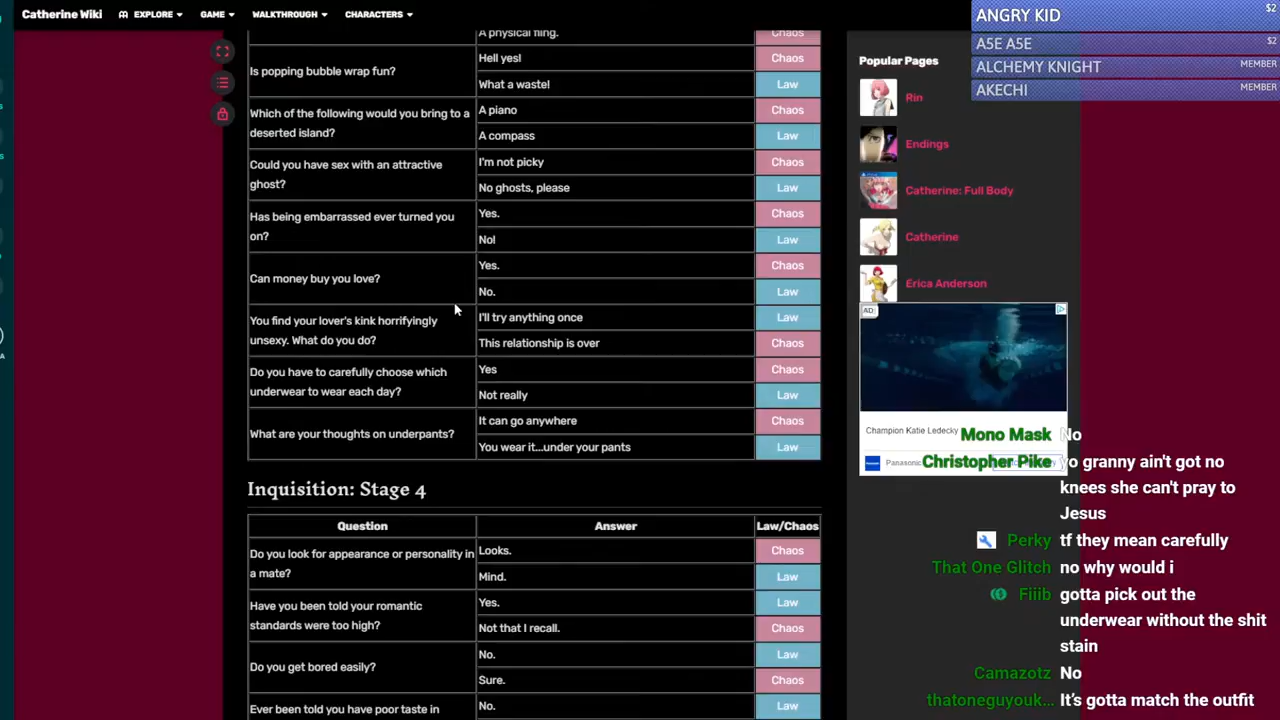 Catherine Wiki
EXPLORE
GAME
WALKTHROUGH
CHARACTERS
A physical fling.
Chaos
Is popping bubble wrap fun?
Hell yes!
Chaos
What a waste!
Law
Which of the following would you bring to a
deserted island?
A piano
Chaos
A compass
Law
Could you have sex with an attractive
ghost?
I'm not picky
Chaos
No ghosts, please
Law
Has being embarrassed ever turned you
on?
Yes.
Chaos
No!
Law
Can money buy you love?
Yes.
Chaos
No.
Law
You find your lover's kink horrifyingly
unsexy. What do you do?
I'll try anything once
Law
This relationship is over
Chaos
Do you have to carefully choose which
underwear to wear each day?
Yes
Chaos
Not really
Law
What are your thoughts on underpants?
It can go anywhere
Chaos
You wear it...under your pants
Law
Inquisition: Stage 4
Question
Answer
Law/Chaos
Do you look for appearance or personality in
a mate?
Looks.
Chaos
Mind.
Law
Have you been told your romantic
standards were too high?
Yes.
Law
Not that I recall.
Chaos
Do you get bored easily?
No.
Law
Sure.
Chaos
Ever been told you have poor taste in
No.
Law
Popular Pages
Rin
Endings
Catherine: Full Body
Catherine
Erica Anderson
AD
Champion Katie Ledecky
Panasonic
ANGRY KID
$2
A5E A5E
$2
ALCHEMY KNIGHT
MEMBER
AKECHI
MEMBER
Mono Mask No
Christopher Pike yo granny ain't got no
knees she can't pray to
Jesus
Perky tf they mean carefully
That One Glitch no why would i
Fiiib gotta pick out the
underwear without the shit
stain
Camazotz No
thatoneguyouk... It's gotta match the outfit